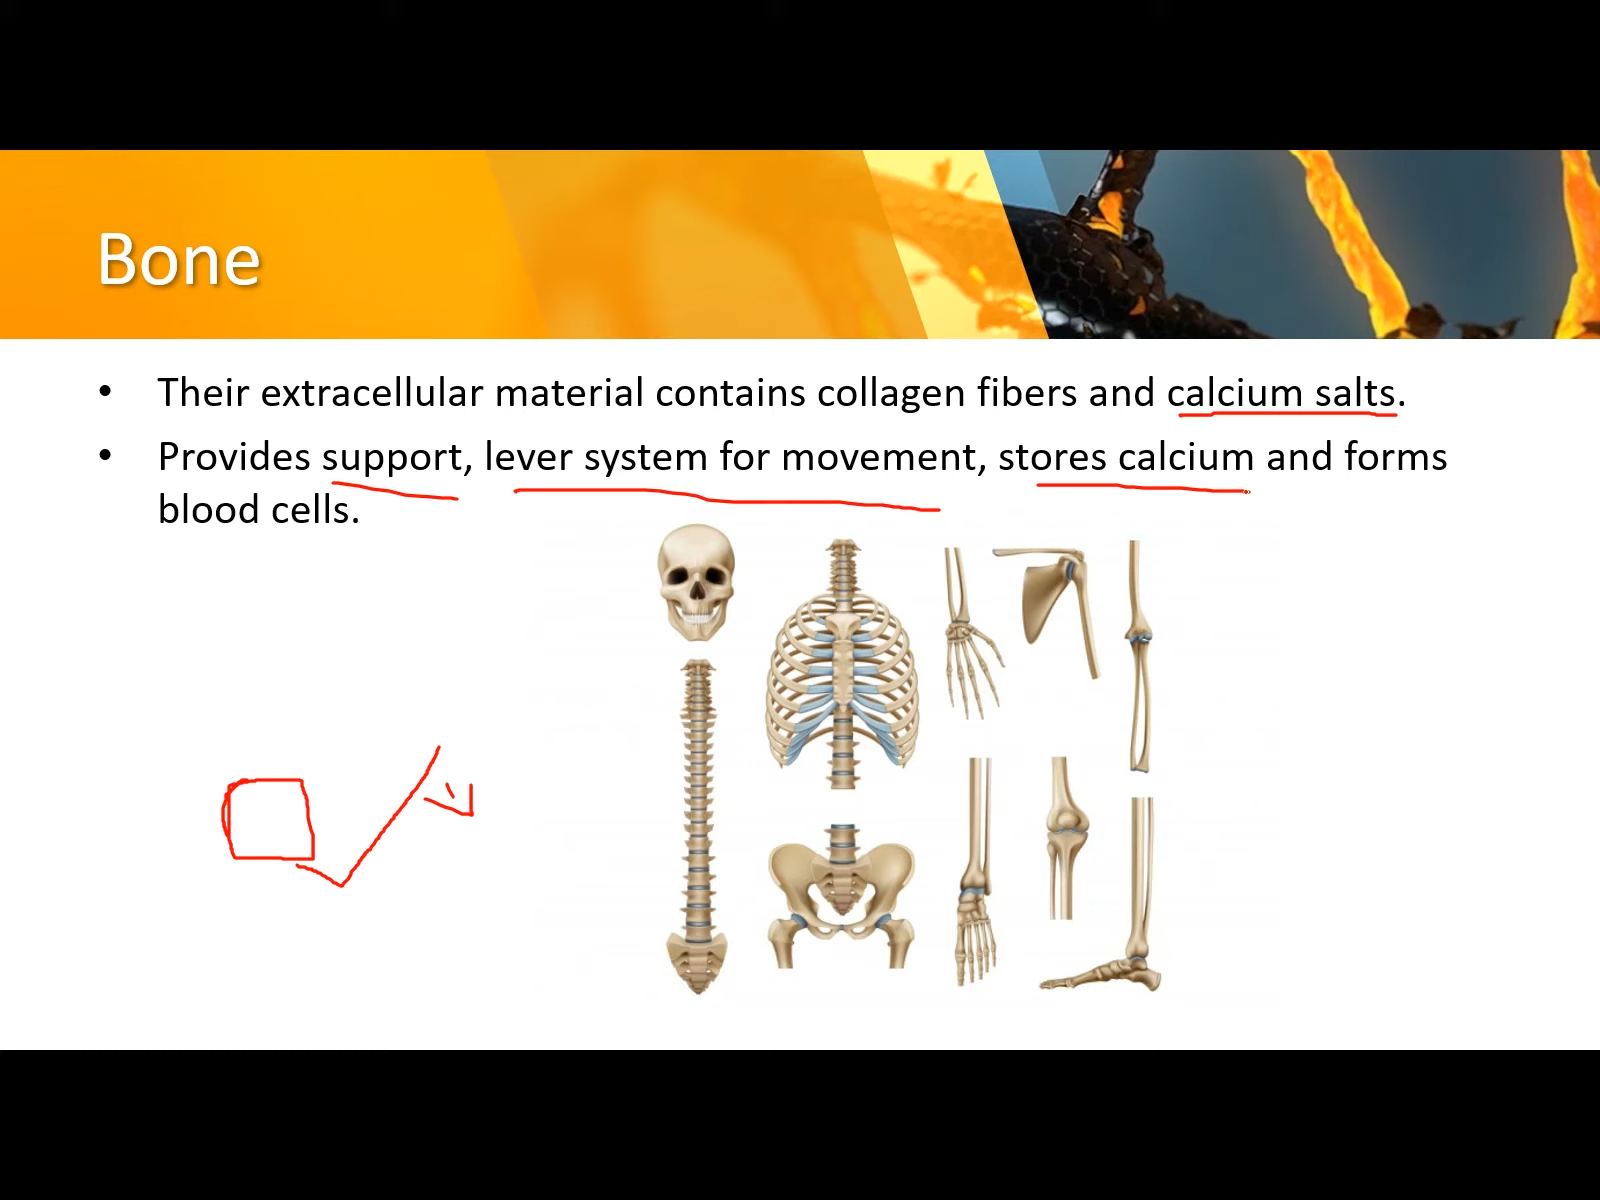 Bone
• Their extracellular material contains collagen fibers and calcium salts.
• Provides support, lever system for movement, stores calcium and forms
blood cells.